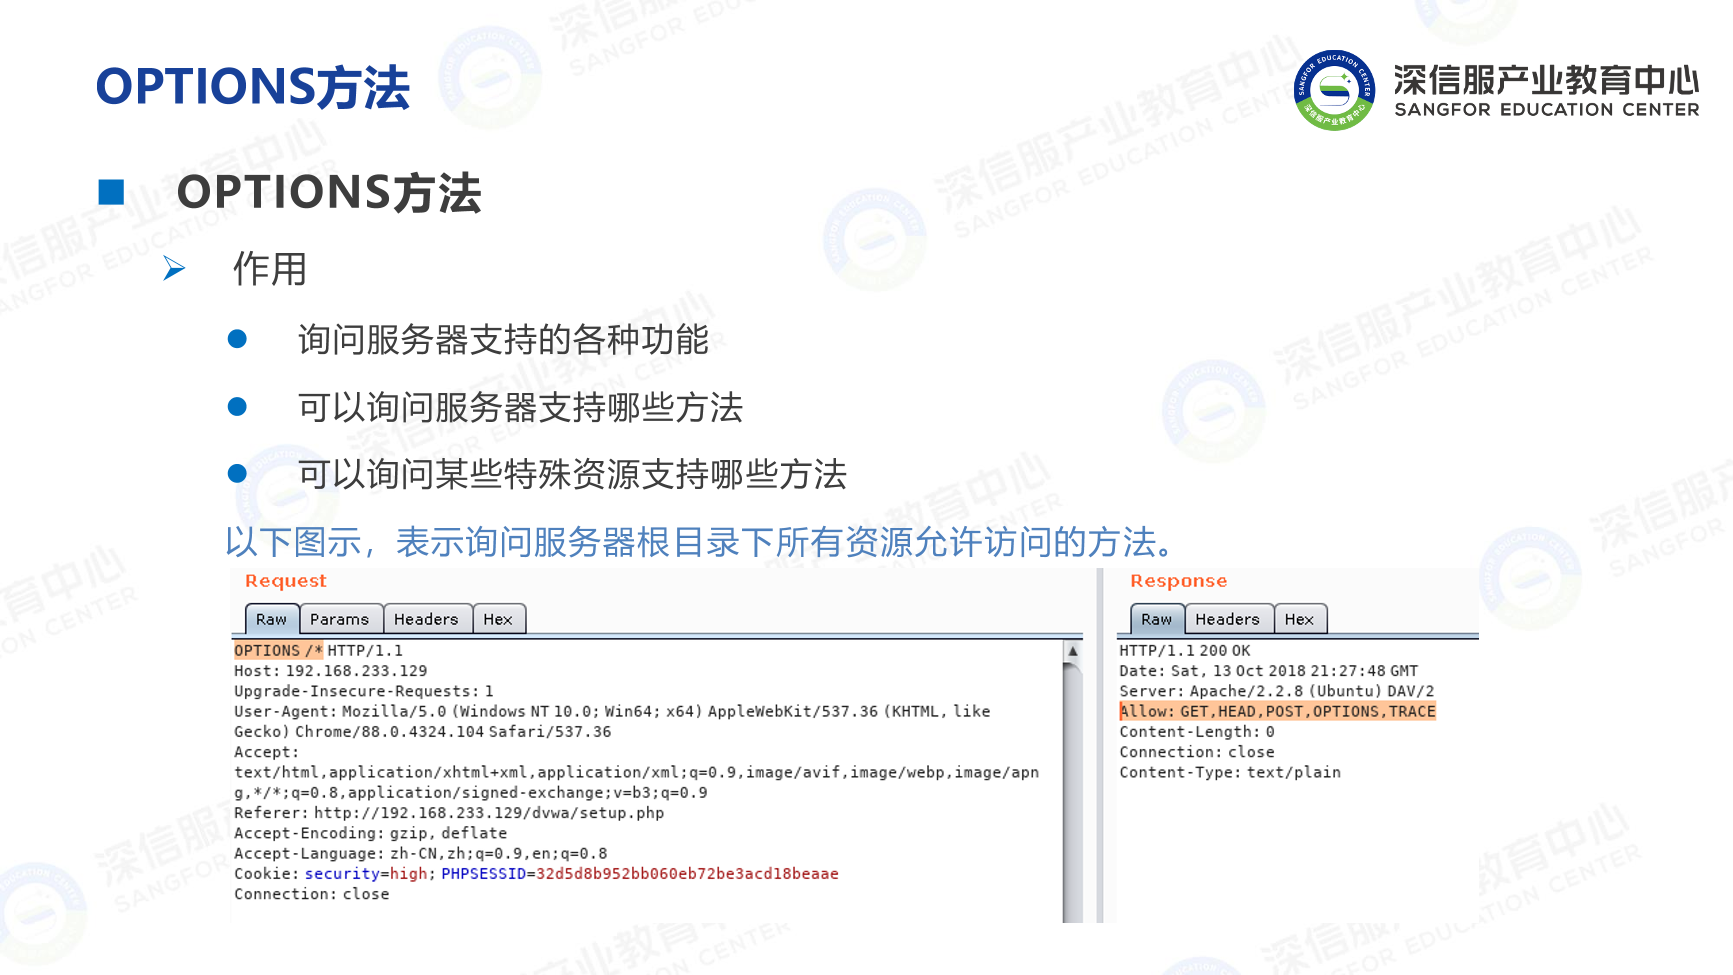 OPTIONS方法
深信服产业教育中心
SANGFOR EDUCATION CENTER
OPTIONS方法
作用
询问服务器支持的各种功能
可以询问服务器支持哪些方法
可以询问某些特殊资源支持哪些方法
以下图示，表示询问服务器根目录下所有资源允许访问的方法。
Request
Raw Params Headers Hex
OPTIONS /* HTTP/1.1
Host: 192.168.233.129
Upgrade-Insecure-Requests: 1
User-Agent: Mozilla/5.0 (Windows NT 10.0; Win64; x64) AppleWebKit/537.36 (KHTML, like
Gecko) Chrome/88.0.4324.104 Safari/537.36
Accept:
text/html,application/xhtml+xml,application/xml;q=0.9,image/avif,image/webp,image/apn
g,*/*;q=0.8,application/signed-exchange;v=b3;q=0.9
Referer: http://192.168.233.129/dvwa/setup.php
Accept-Encoding: gzip, deflate
Accept-Language: zh-CN,zh;q=0.9,en;q=0.8
Cookie: security=high; PHPSESSID=32d5d8b952bb060eb72be3acd18beaae
Connection: close
Response
Raw Headers Hex
HTTP/1.1 200 OK
Date: Sat, 13 Oct 2018 21:27:48 GMT
Server: Apache/2.2.8 (Ubuntu) DAV/2
Allow: GET,HEAD,POST,OPTIONS,TRACE
Content-Length: 0
Connection: close
Content-Type: text/plain